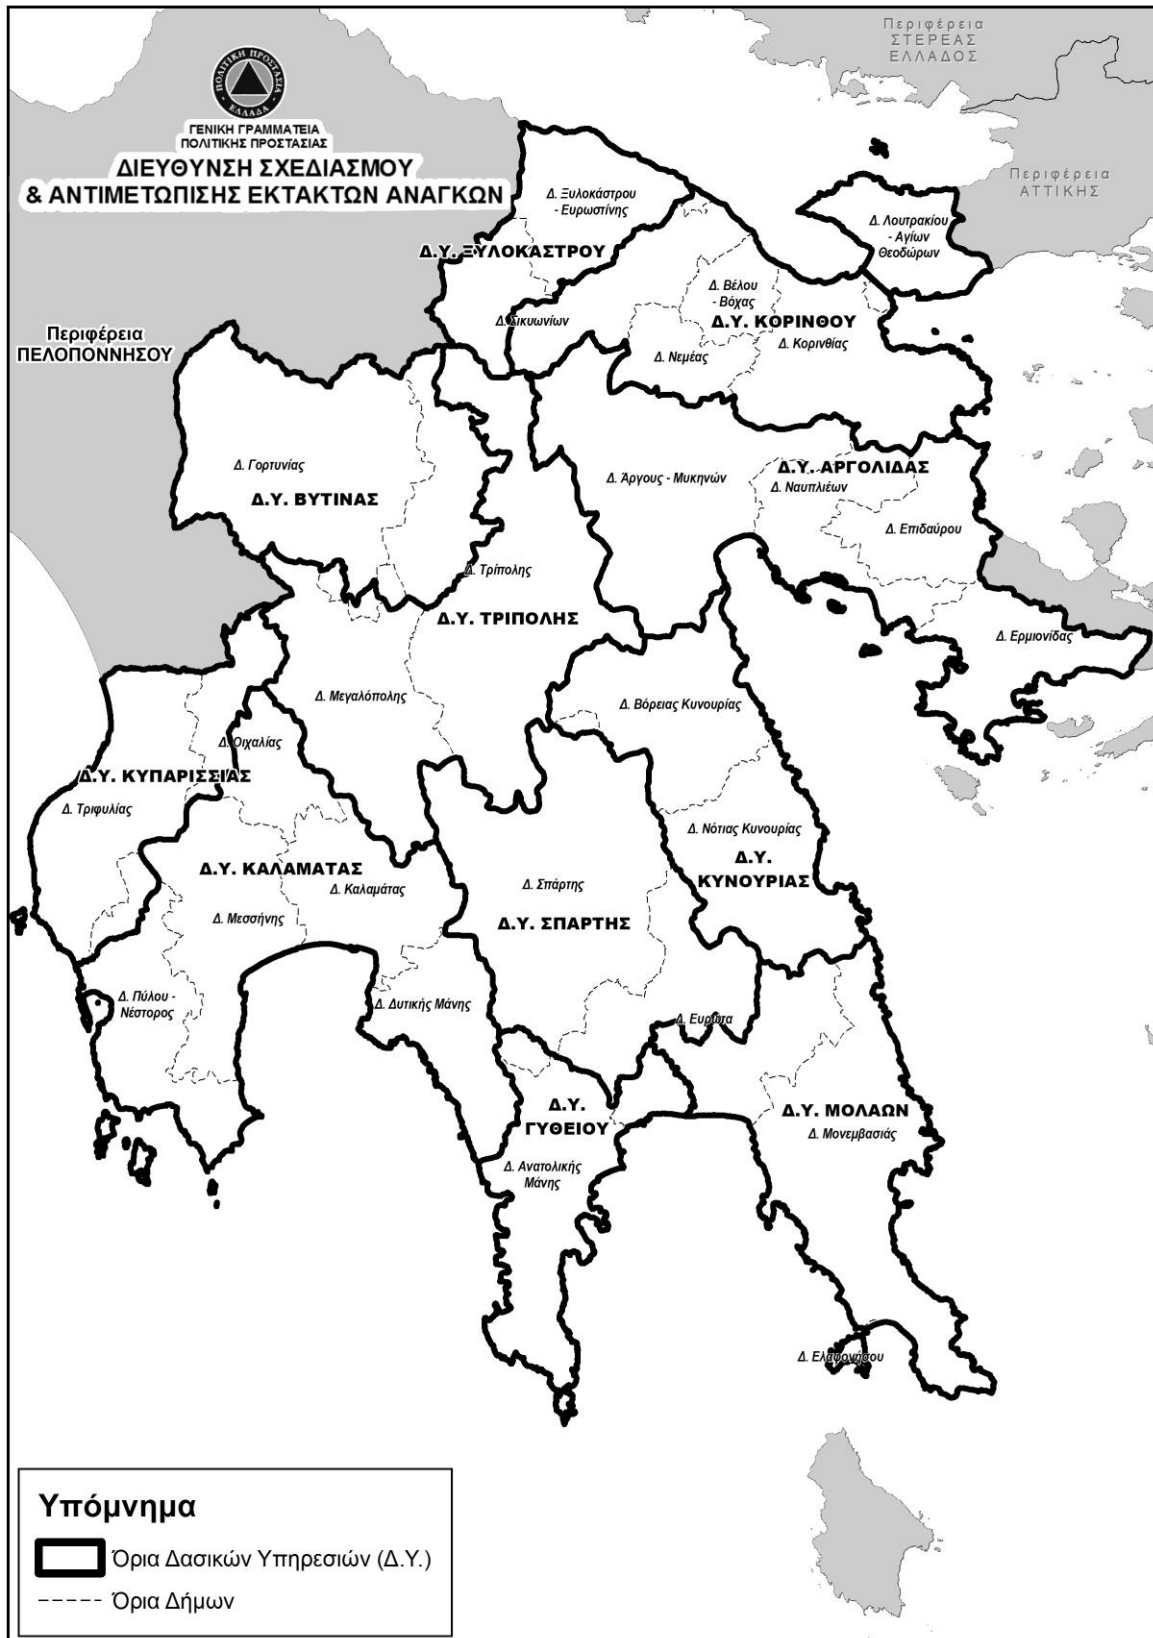 Περιφέρεια
ΣΤΕΡΕΑΣ
ΕΛΛΑΔΟΣ
ΠΟΛΙΤΙΚΗ ΠΡΟΣΤΑΣΙΑ
ΕΛΛΑΔΑ
ΓΕΝΙΚΗ ΓΡΑΜΜΑΤΕΙΑ
ΠΟΛΙΤΙΚΗΣ ΠΡΟΣΤΑΣΙΑΣ
ΔΙΕΥΘΥΝΣΗ ΣΧΕΔΙΑΣΜΟΥ
& ΑΝΤΙΜΕΤΩΠΙΣΗΣ ΕΚΤΑΚΤΩΝ ΑΝΑΓΚΩΝ
Περιφέρεια
ΑΤΤΙΚΗΣ
Δ. Ξυλοκάστρου
- Ευρωστίνης
Δ. Λουτρακίου
- Αγίων
Θεοδώρων
Δ.Υ. ΞΥΛΟΚΑΣΤΡΟΥ
Δ. Βέλου
- Βόχας
Δ. Σικυωνίων
Δ.Υ. ΚΟΡΙΝΘΟΥ
Δ. Κορινθίας
Δ. Νεμέας
Περιφέρεια
ΠΕΛΟΠΟΝΝΗΣΟΥ
Δ. Γορτυνίας
Δ.Υ. ΒΥΤΙΝΑΣ
Δ. Άργους - Μυκηνών
Δ.Υ. ΑΡΓΟΛΙΔΑΣ
Δ. Ναυπλιέων
Δ. Επιδαύρου
Δ. Τρίπολης
Δ.Υ. ΤΡΙΠΟΛΗΣ
Δ. Ερμιονίδας
Δ. Μεγαλόπολης
Δ. Βόρειας Κυνουρίας
Δ. Οιχαλίας
Δ.Υ. ΚΥΠΑΡΙΣΣΙΑΣ
Δ. Τριφυλίας
Δ. Νότιας Κυνουρίας
Δ.Υ.
ΚΥΝΟΥΡΙΑΣ
Δ.Υ. ΚΑΛΑΜΑΤΑΣ
Δ. Καλαμάτας
Δ. Σπάρτης
Δ.Υ. ΣΠΑΡΤΗΣ
Δ. Μεσσήνης
Δ. Πύλου -
Νέστορος
Δ. Δυτικής Μάνης
Δ. Ευρώτα
Δ.Υ.
ΓΥΘΕΙΟΥ
Δ.Υ. ΜΟΛΑΩΝ
Δ. Μονεμβασιάς
Δ. Ανατολικής
Μάνης
Δ. Ελαφονήσου
Υπόμνημα
Όρια Δασικών Υπηρεσιών (Δ.Υ.)
Όρια Δήμων